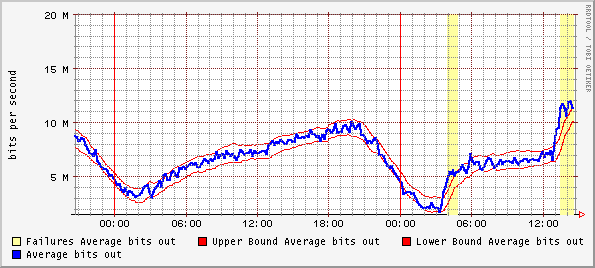 20 M
15 M
10 M
5 M
bits per second
RRDTOOL / TOBI OETIKER
00:00 06:00 12:00 18:00 00:00 06:00 12:00
Failures Average bits out Upper Bound Average bits out Lower Bound Average bits out
Average bits out